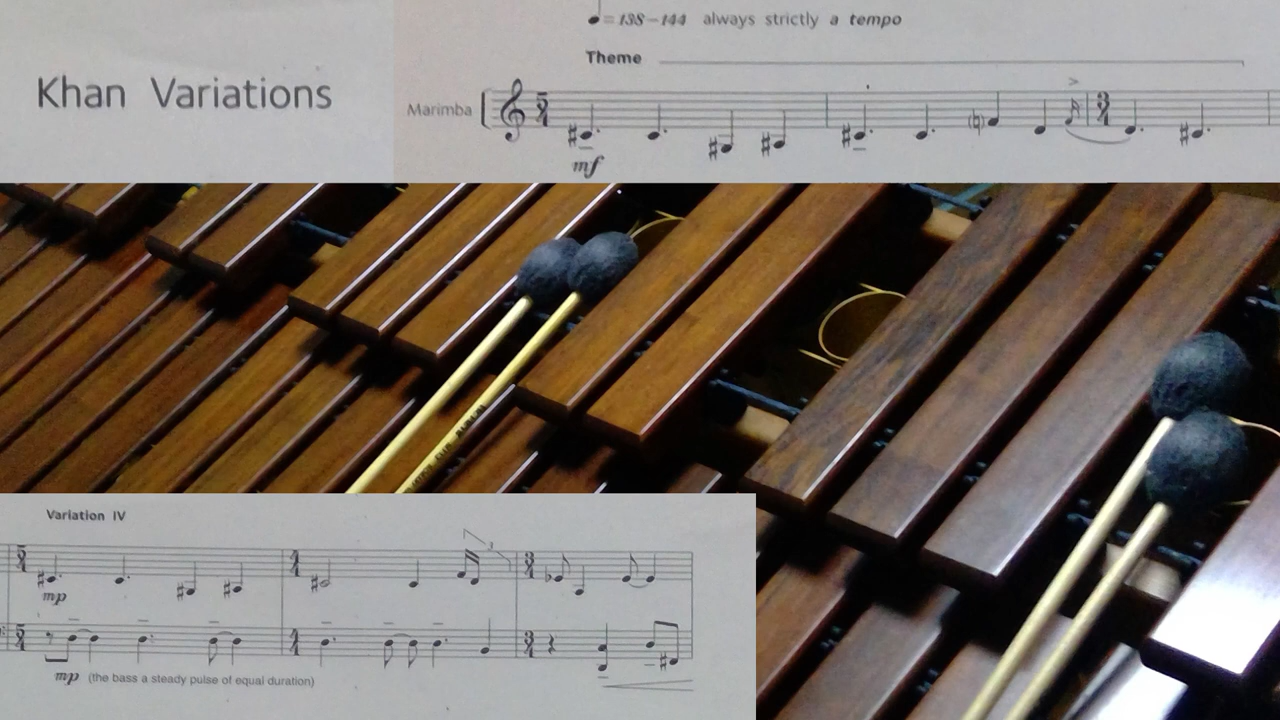 Khan Variations
♩=138–144 always strictly a tempo
Theme
Marimba
mf
Variation IV
mp
mp (the bass a steady pulse of equal duration)